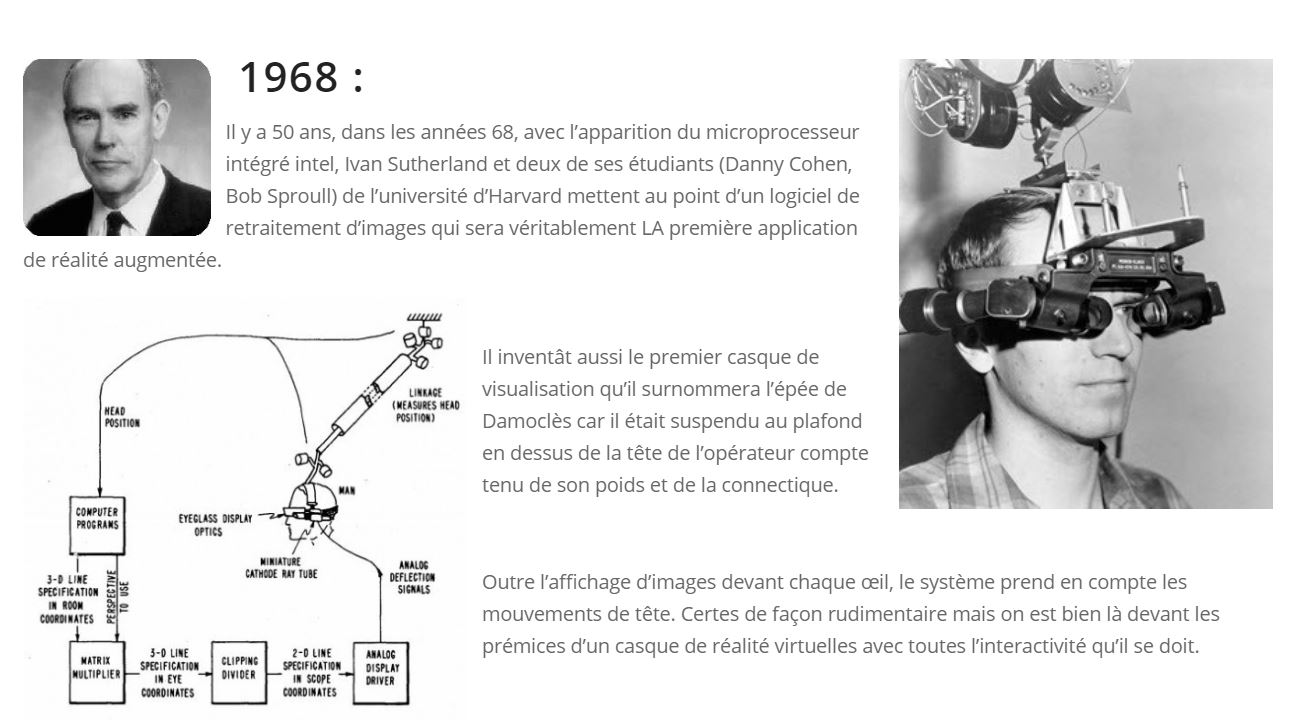 1968 :
Il y a 50 ans, dans les années 68, avec l’apparition du microprocesseur
intégré intel, Ivan Sutherland et deux de ses étudiants (Danny Cohen,
Bob Sproull) de l’université d’Harvard mettent au point d’un logiciel de
retraitement d’images qui sera véritablement LA première application
de réalité augmentée.
LINKAGE
(MEASURES HEAD
POSITION)
HEAD
POSITION
MAN
EYEGLASS DISPLAY
OPTICS
MINIATURE
CATHODE RAY TUBE
COMPUTER
PROGRAMS
ANALOG
DEFLECTION
SIGNALS
3-D LINE
SPECIFICATION
IN ROOM
COORDINATES
PERSPECTIVE
TO USE
MATRIX
MULTIPLIER
3-D LINE
SPECIFICATION
IN EYE
COORDINATES
CLIPPING
DIVIDER
2-D LINE
SPECIFICATION
IN SCOPE
COORDINATES
ANALOG
DISPLAY
DRIVER
Il inventât aussi le premier casque de
visualisation qu’il surnommera l’épée de
Damoclès car il était suspendu au plafond
en dessus de la tête de l’opérateur compte
tenu de son poids et de la connectique.
Outre l’affichage d’images devant chaque œil, le système prend en compte les
mouvements de tête. Certes de façon rudimentaire mais on est bien là devant les
prémices d’un casque de réalité virtuelles avec toutes l’interactivité qu’il se doit.